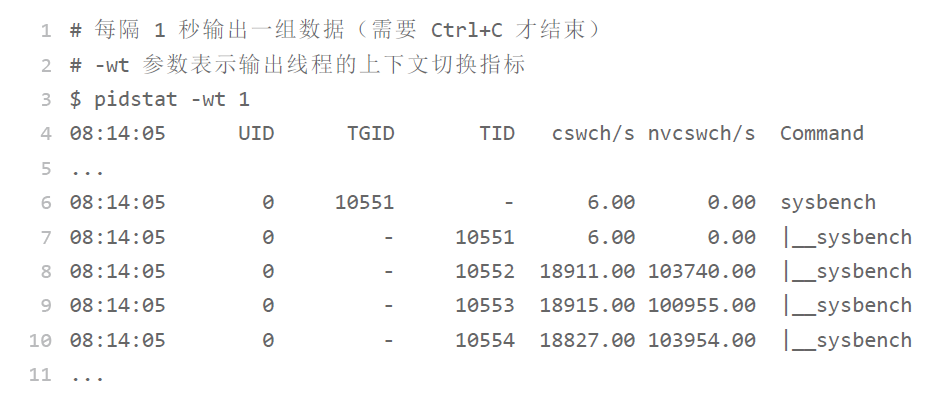 1 # 每隔 1 秒输出一组数据（需要 Ctrl+C 才结束）
2 # -wt 参数表示输出线程的上下文切换指标
3 $ pidstat -wt 1
4 08:14:05      UID      TGID       TID   cswch/s nvcswch/s  Command
5 ...
6 08:14:05        0     10551         -      6.00      0.00  sysbench
7 08:14:05        0         -     10551      6.00      0.00  |__sysbench
8 08:14:05        0         -     10552  18911.00 103740.00  |__sysbench
9 08:14:05        0         -     10553  18915.00 100955.00  |__sysbench
10 08:14:05        0         -     10554  18827.00 103954.00  |__sysbench
11 ...